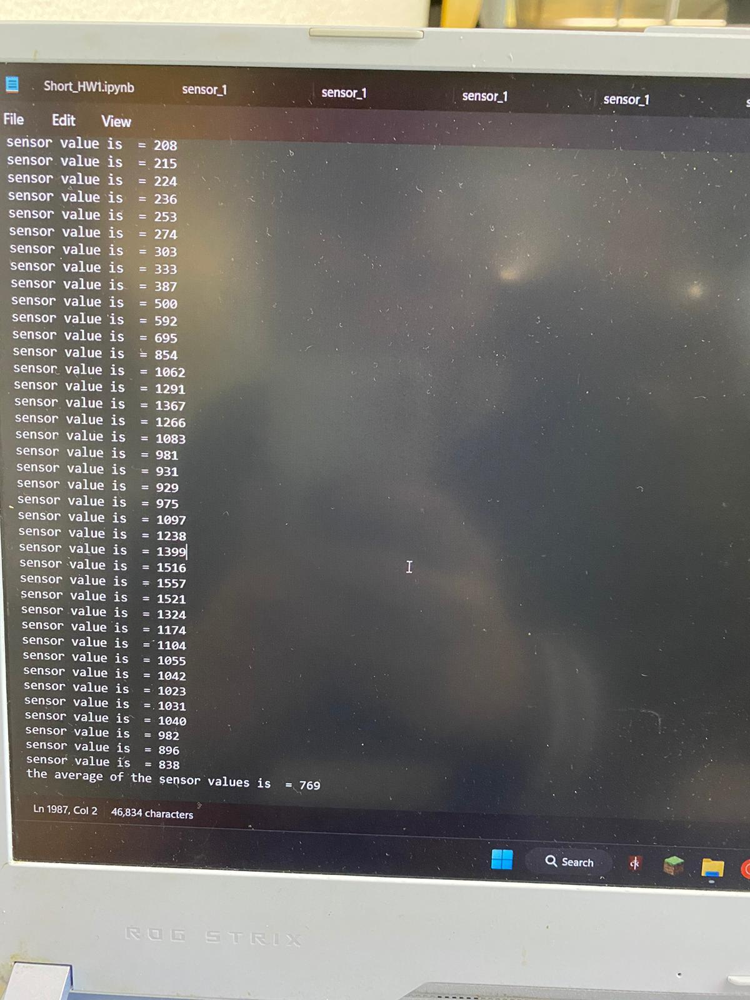 Short_HW1.ipynb sensor_1 sensor_1 sensor_1 sensor_1
File Edit View
sensor value is = 208
sensor value is = 215
sensor value is = 224
sensor value is = 236
sensor value is = 253
sensor value is = 274
sensor value is = 303
sensor value is = 333
sensor value is = 387
sensor value is = 500
sensor value is = 592
sensor value is = 695
sensor value is = 854
sensor value is = 1062
sensor value is = 1291
sensor value is = 1367
sensor value is = 1266
sensor value is = 1083
sensor value is = 981
sensor value is = 931
sensor value is = 929
sensor value is = 975
sensor value is = 1097
sensor value is = 1238
sensor value is = 1399
sensor value is = 1516
sensor value is = 1557
sensor value is = 1521
sensor value is = 1324
sensor value is = 1174
sensor value is = 1104
sensor value is = 1055
sensor value is = 1042
sensor value is = 1023
sensor value is = 1031
sensor value is = 1040
sensor value is = 982
sensor value is = 896
sensor value is = 838
the average of the sensor values is = 769
Ln 1987, Col 2 46,834 characters
Search
ROG STRIX